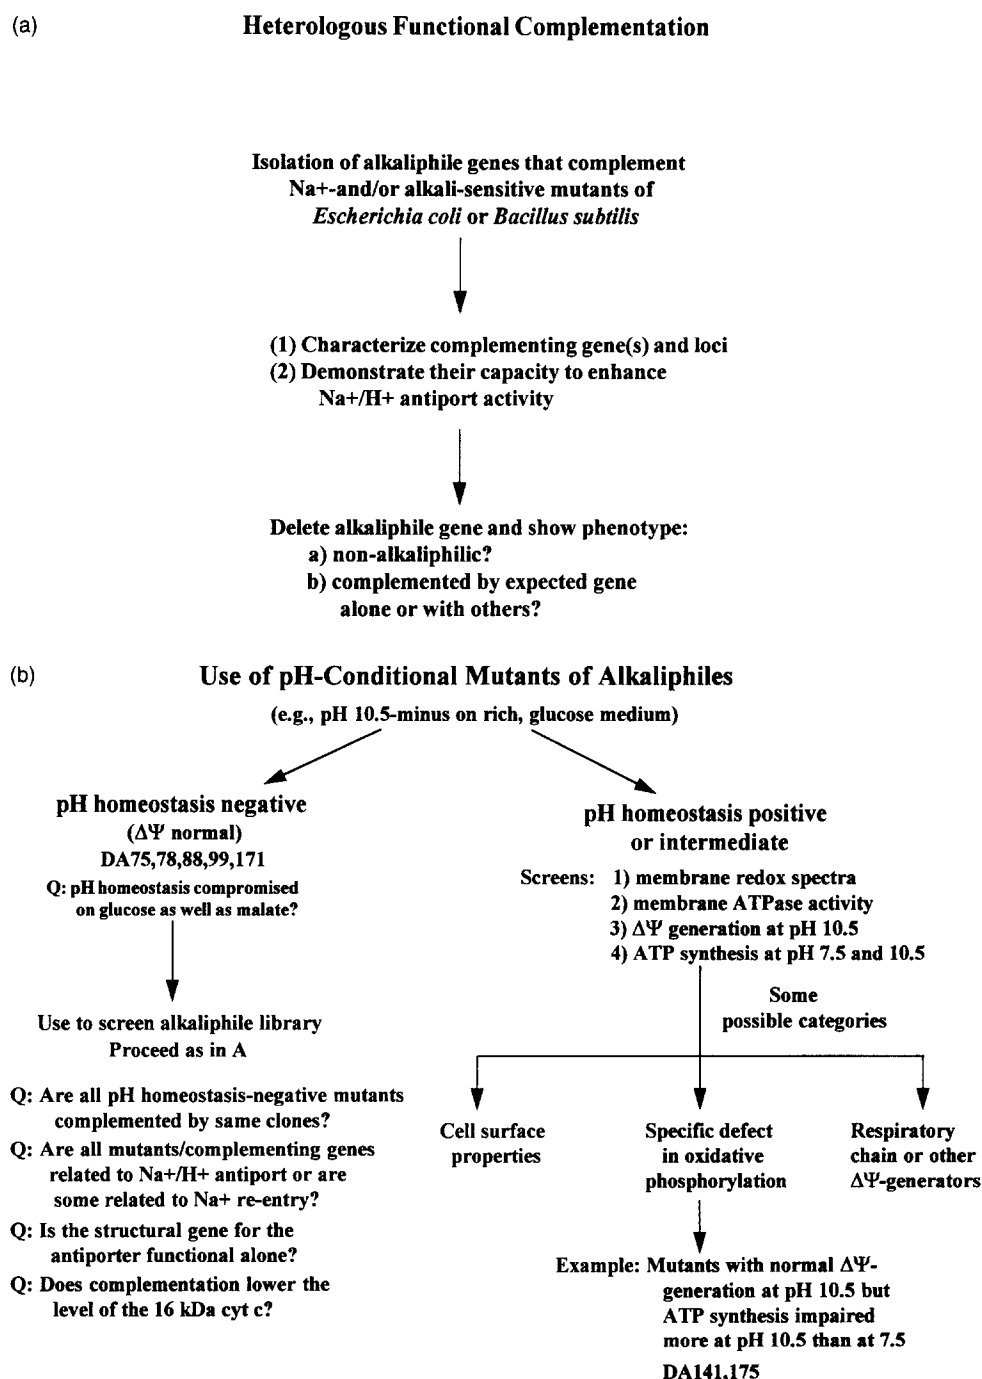 (a)
Heterologous Functional Complementation
Isolation of alkaliphile genes that complement
Na+-and/or alkali-sensitive mutants of
Escherichia coli or Bacillus subtilis
(1) Characterize complementing gene(s) and loci
(2) Demonstrate their capacity to enhance
Na+/H+ antiport activity
Delete alkaliphile gene and show phenotype:
a) non-alkaliphilic?
b) complemented by expected gene
alone or with others?
(b)
Use of pH-Conditional Mutants of Alkaliphiles
(e.g., pH 10.5-minus on rich, glucose medium)
pH homeostasis negative
(ΔΨ normal)
DA75,78,88,99,171
Q: pH homeostasis compromised
on glucose as well as malate?
Use to screen alkaliphile library
Proceed as in A
Q: Are all pH homeostasis-negative mutants
complemented by same clones?
Q: Are all mutants/complementing genes
related to Na+/H+ antiport or are
some related to Na+ re-entry?
Q: Is the structural gene for the
antiporter functional alone?
Q: Does complementation lower the
level of the 16 kDa cyt c?
pH homeostasis positive
or intermediate
Screens: 1) membrane redox spectra
2) membrane ATPase activity
3) ΔΨ generation at pH 10.5
4) ATP synthesis at pH 7.5 and 10.5
Some
possible categories
Cell surface
properties
Specific defect
in oxidative
phosphorylation
Respiratory
chain or other
ΔΨ-generators
Example: Mutants with normal ΔΨ-
generation at pH 10.5 but
ATP synthesis impaired
more at pH 10.5 than at 7.5
DA141,175